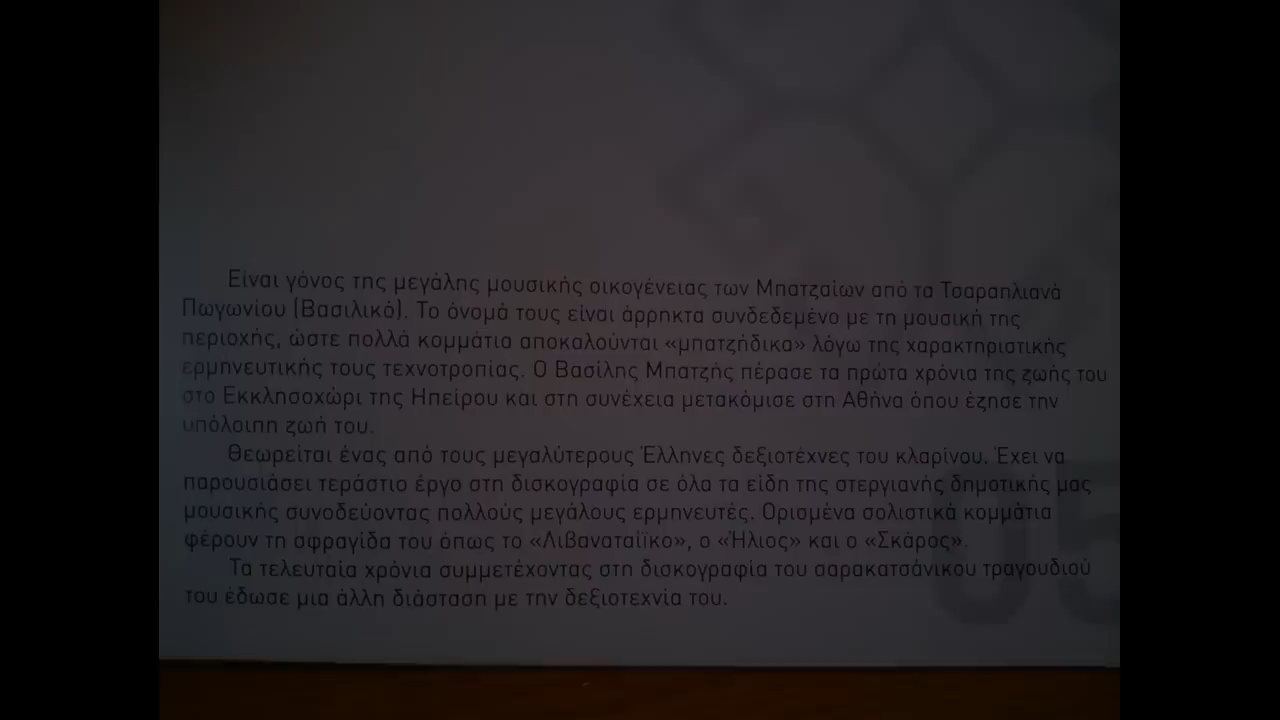 Είναι γόνος της μεγάλης μουσικής οικογένειας των Μπατζαίων από τα Τσαραπλιανά
Πωγωνίου (Βασιλικό). Το όνομά τους είναι άρρηκτα συνδεδεμένο με τη μουσική της
περιοχής, ώστε πολλά κομμάτια αποκαλούνται «μπατζήδικα» λόγω της χαρακτηριστικής
ερμηνευτικής τους τεχνοτροπίας. Ο Βασίλης Μπατζής πέρασε τα πρώτα χρόνια της ζωής του
στο Εκκλησοχώρι της Ηπείρου και στη συνέχεια μετακόμισε στη Αθήνα όπου έζησε την
υπόλοιπη ζωή του.
Θεωρείται ένας από τους μεγαλύτερους Έλληνες δεξιοτέχνες του κλαρίνου. Έχει να
παρουσιάσει τεράστιο έργο στη δισκογραφία σε όλα τα είδη της στεργιανής δημοτικής μας
μουσικής συνοδεύοντας πολλούς μεγάλους ερμηνευτές. Ορισμένα σολιστικά κομμάτια
φέρουν τη σφραγίδα του όπως το «Λιβαναταίϊκο», ο «Ήλιος» και ο «Σκάρος».
Τα τελευταία χρόνια συμμετέχοντας στη δισκογραφία του σαρακατσάνικου τραγουδιού
του έδωσε μια άλλη διάσταση με την δεξιοτεχνία του.
05